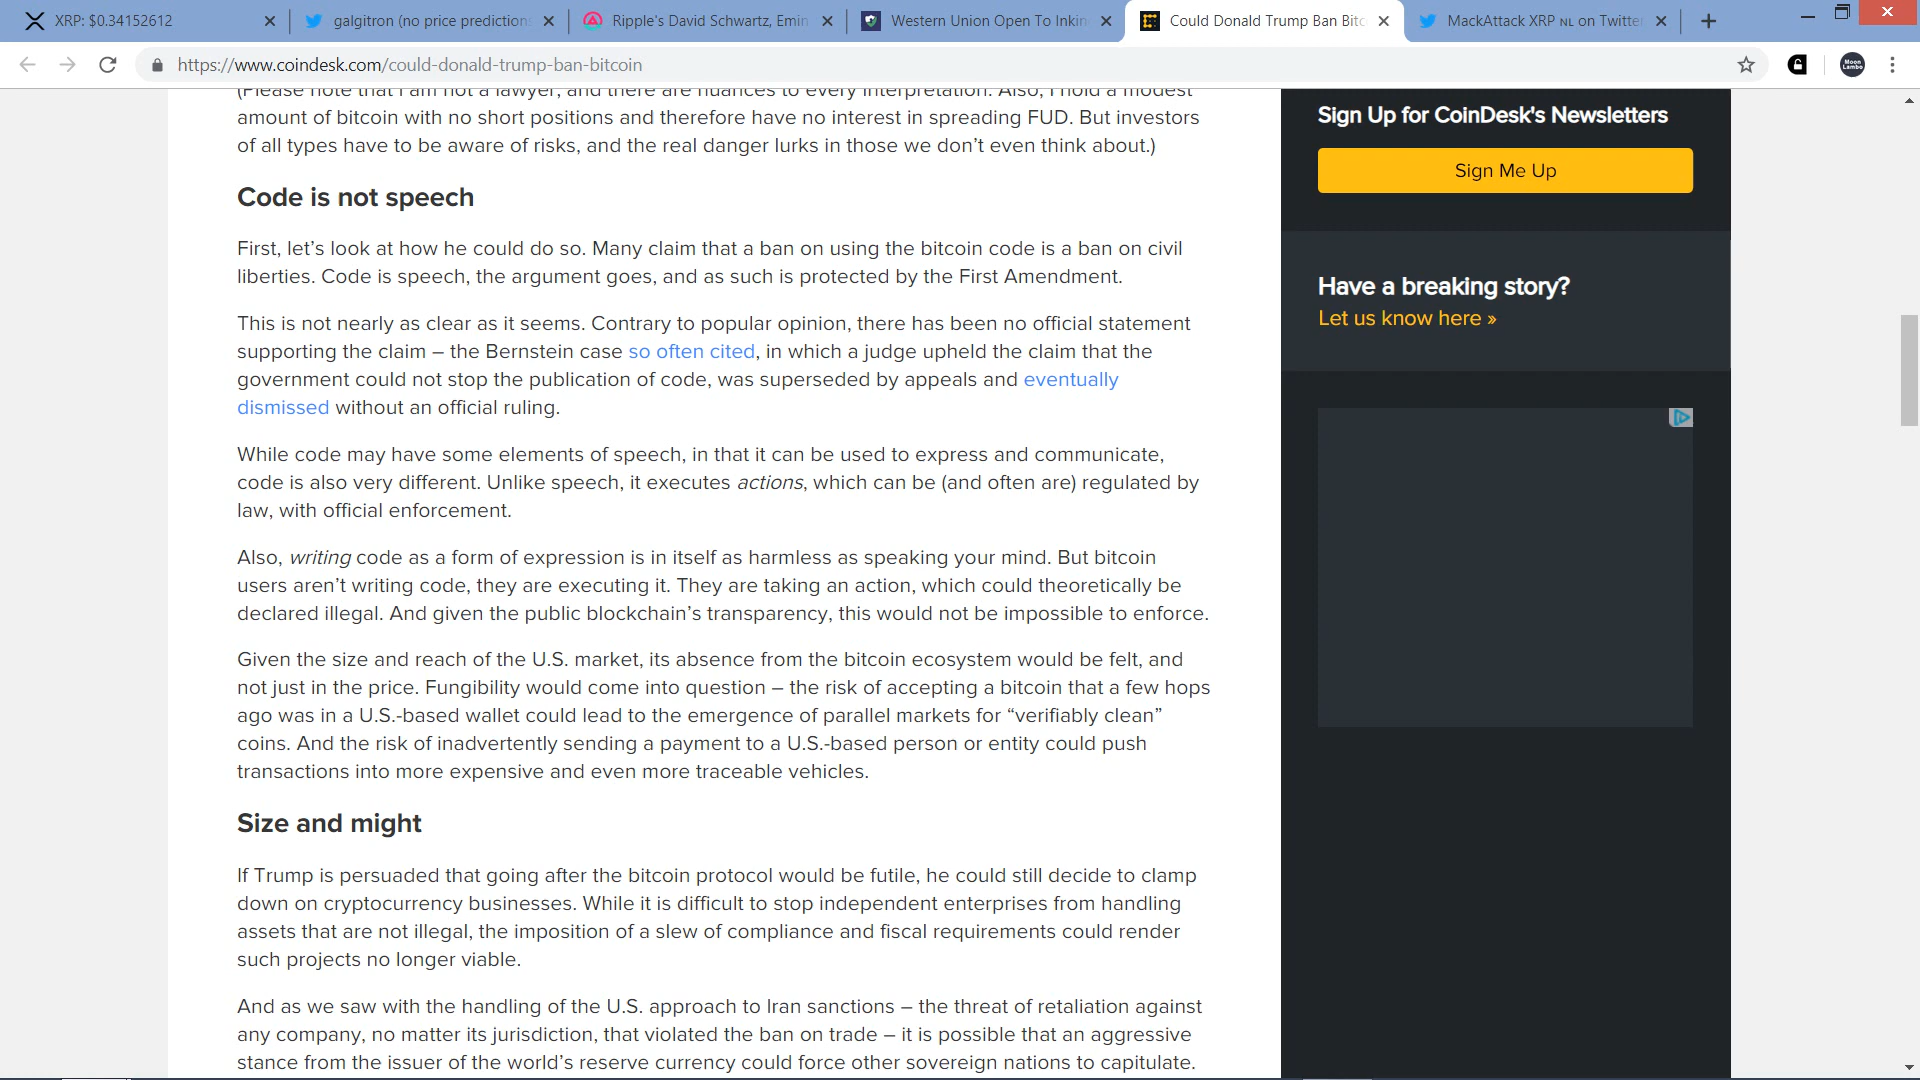 XRP: $0.34152612
galgitron (no price predictions
Ripple's David Schwartz, Emin
Western Union Open To Inkin
Could Donald Trump Ban Bitc
MackAttack XRP NL on Twitter
https://www.coindesk.com/could-donald-trump-ban-bitcoin
Moon Lambo
(Please note that I am not a lawyer, and there are nuances to every interpretation. Also, I hold a modest
amount of bitcoin with no short positions and therefore have no interest in spreading FUD. But investors
of all types have to be aware of risks, and the real danger lurks in those we don’t even think about.)
Code is not speech
First, let’s look at how he could do so. Many claim that a ban on using the bitcoin code is a ban on civil
liberties. Code is speech, the argument goes, and as such is protected by the First Amendment.
This is not nearly as clear as it seems. Contrary to popular opinion, there has been no official statement
supporting the claim – the Bernstein case so often cited, in which a judge upheld the claim that the
government could not stop the publication of code, was superseded by appeals and eventually
dismissed without an official ruling.
While code may have some elements of speech, in that it can be used to express and communicate,
code is also very different. Unlike speech, it executes actions, which can be (and often are) regulated by
law, with official enforcement.
Also, writing code as a form of expression is in itself as harmless as speaking your mind. But bitcoin
users aren’t writing code, they are executing it. They are taking an action, which could theoretically be
declared illegal. And given the public blockchain’s transparency, this would not be impossible to enforce.
Given the size and reach of the U.S. market, its absence from the bitcoin ecosystem would be felt, and
not just in the price. Fungibility would come into question – the risk of accepting a bitcoin that a few hops
ago was in a U.S.-based wallet could lead to the emergence of parallel markets for “verifiably clean”
coins. And the risk of inadvertently sending a payment to a U.S.-based person or entity could push
transactions into more expensive and even more traceable vehicles.
Size and might
If Trump is persuaded that going after the bitcoin protocol would be futile, he could still decide to clamp
down on cryptocurrency businesses. While it is difficult to stop independent enterprises from handling
assets that are not illegal, the imposition of a slew of compliance and fiscal requirements could render
such projects no longer viable.
And as we saw with the handling of the U.S. approach to Iran sanctions – the threat of retaliation against
any company, no matter its jurisdiction, that violated the ban on trade – it is possible that an aggressive
stance from the issuer of the world’s reserve currency could force other sovereign nations to capitulate.
Sign Up for CoinDesk's Newsletters
Sign Me Up
Have a breaking story?
Let us know here »